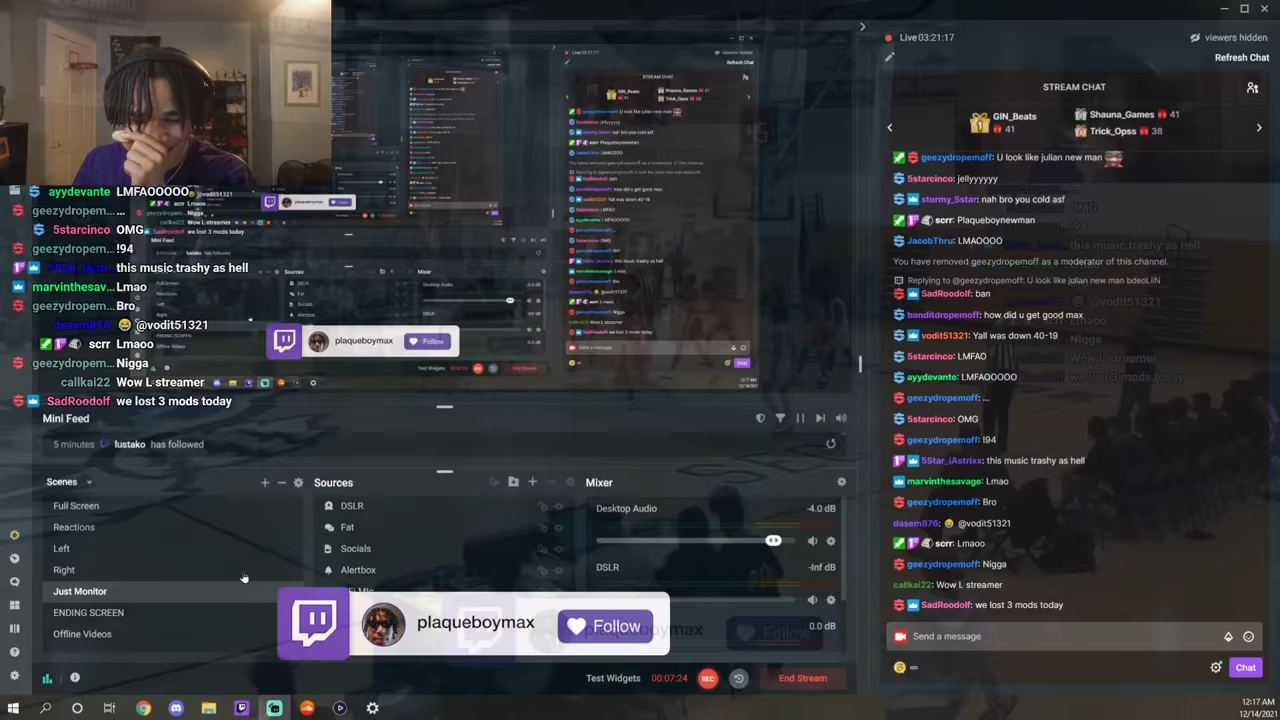 Live 03:21:17
viewers hidden
Refresh Chat
STREAM CHAT
GIN_Beats
41
Shauna_Games 41
Trick_Opss 38
geezydropemoff: U look like julian new man
5starcinco: jellyyyyy
stormy_5star: nah bro you cold asf
scrr: Plaqueboynewman
JacobThru: LMAOOOO
You have removed geezydropemoff as a moderator of this channel.
Replying to @geezydropemoff: U look like julian new man bdeoLiiN
SadRoodolf: ban
banditdroptom: how did u get good max
vodit51321: Yall was down 40-19
5starcinco: LMFAO
ayydevante: LMFAOOOOO
geezydropemoff: ...
5starcinco: OMG
geezydropemoff: !94
5Star_iAstrixx: this music trashy as hell
marvinthesavage: Lmao
geezydropemoff: Bro
dasem876: @vodit51321
scrr: Lmaoo
geezydropemoff: Nigga
callkai22: Wow L streamer
SadRoodolf: we lost 3 mods today
Send a message
Chat
ayydevante LMFAOOOOO
geezydropem... ...
5starcinco OMG
geezydropem... !94
5Star_iAstr... this music trashy as hell
marvinthesav... Lmao
geezydropem... Bro
dasem876 @vodit51321
scrr Lmaoo
geezydropem... Nigga
callkai22 Wow L streamer
SadRoodolf we lost 3 mods today
Mini Feed
5 minutes lustako has followed
Scenes
Full Screen
Reactions
Left
Right
Just Monitor
ENDING SCREEN
Offline Videos
Sources
DSLR
Fat
Socials
Alertbox
Mixer
Desktop Audio -4.0 dB
DSLR -Inf dB
0.0 dB
plaqueboymax
Follow
plaqueboymax
Follow
Test Widgets 00:07:24 REC End Stream
12:17 AM
12/14/2021